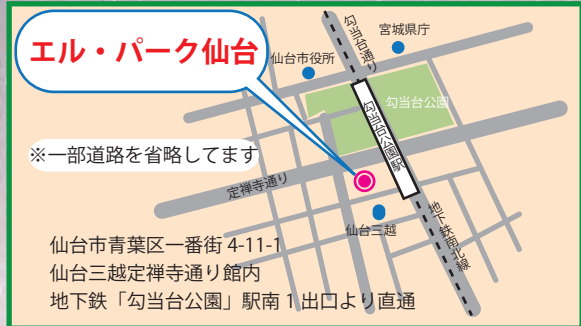 エル・パーク仙台
勾当台通り
宮城県庁
仙台市役所
勾当台公園
勾当台公園駅
※一部道路を省略してます
定禅寺通り
仙台三越
地下鉄南北線
仙台市青葉区一番街 4-11-1
仙台三越定禅寺通り館内
地下鉄「勾当台公園」駅南 1 出口より直通